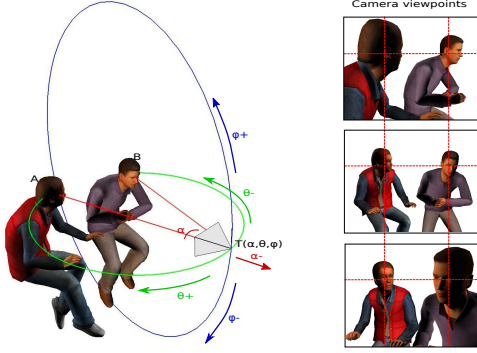 Camera viewpoints
φ+
B
A
θ-
α
T(α,θ,φ)
α-
θ+
φ-